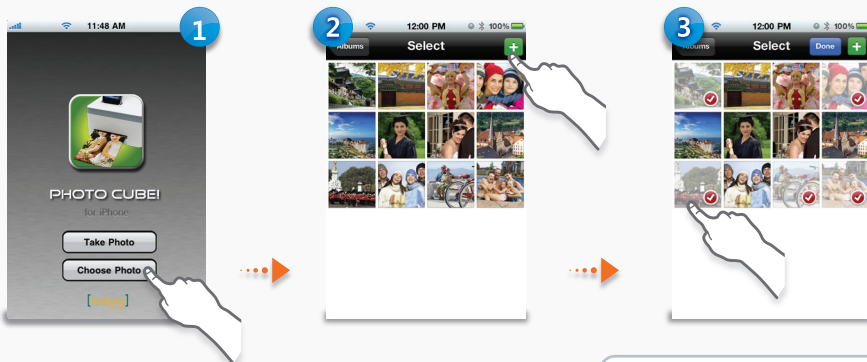 1
11:48 AM
PHOTO CUBE!
for iPhone
Take Photo
Choose Photo
2
12:00 PM
100%
Albums
Select
+
3
12:00 PM
100%
Albums
Select
Done
+